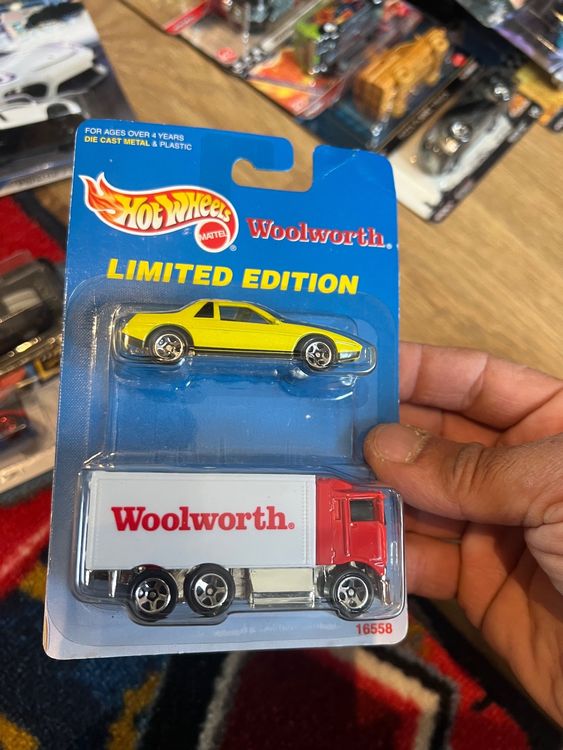 FOR AGES OVER 4 YEARS
DIE CAST METAL & PLASTIC
HOT WHEELS
MATTEL
Woolworth®
LIMITED EDITION
Woolworth®
16558